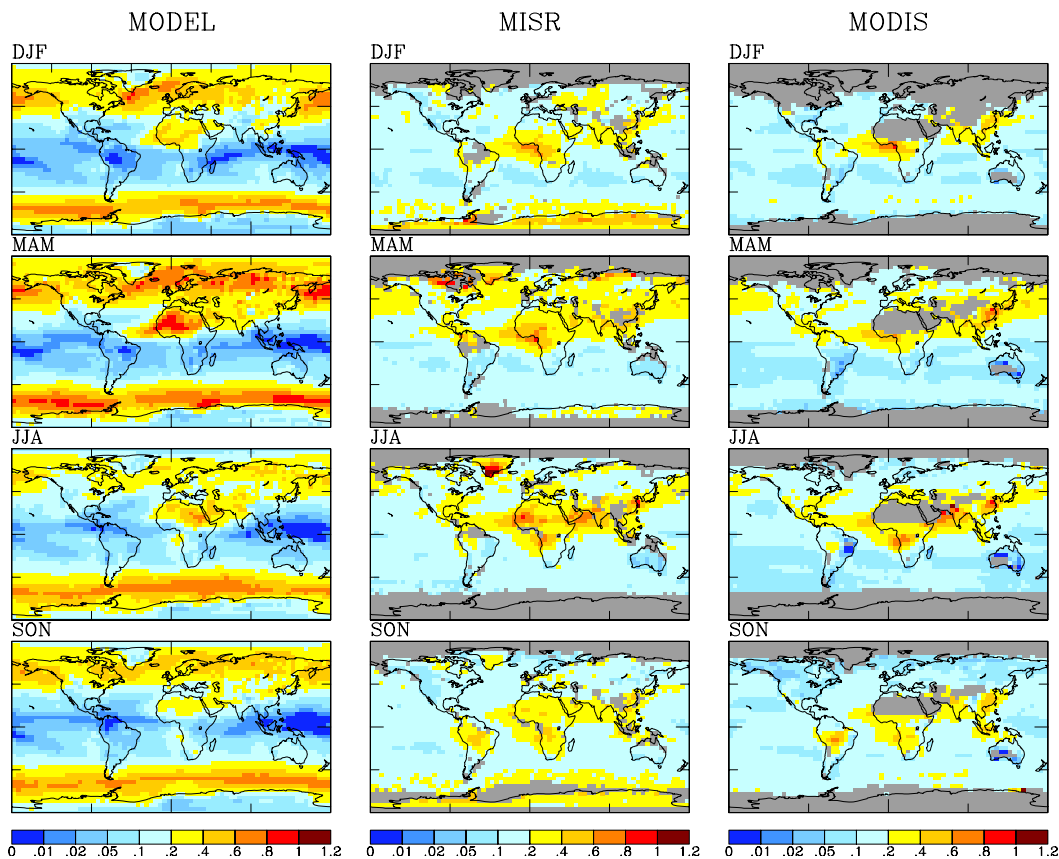 MODEL MISR MODIS
DJF DJF DJF
MAM MAM MAM
JJA JJA JJA
SON SON SON
0 .01 .02 .05 .1 .2 .4 .6 .8 1 1.2 0 .01 .02 .05 .1 .2 .4 .6 .8 1 1.2 0 .01 .02 .05 .1 .2 .4 .6 .8 1 1.2